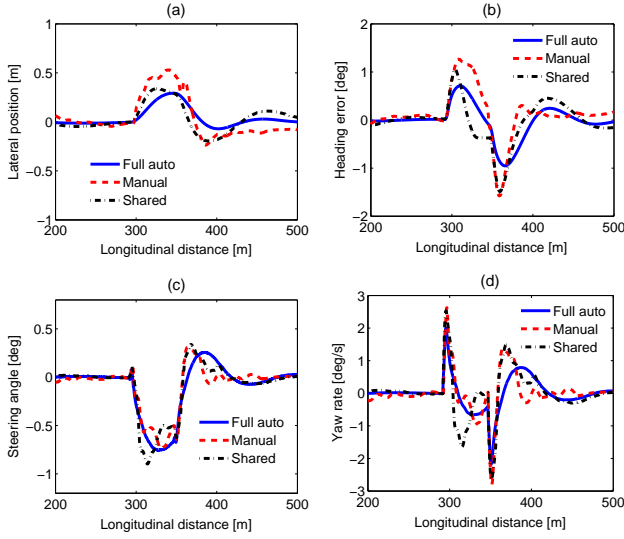 (a)
1
0.5
0
−0.5
−1
200
300
400
500
Lateral position [m]
Longitudinal distance [m]
Full auto
Manual
Shared
(b)
2
1
0
−1
−2
200
300
400
500
Heading error [deg]
Longitudinal distance [m]
Full auto
Manual
Shared
(c)
0.5
0
−0.5
−1
200
300
400
500
Steering angle [deg]
Longitudinal distance [m]
Full auto
Manual
Shared
(d)
3
2
1
0
−1
−2
−3
200
300
400
500
Yaw rate [deg/s]
Longitudinal distance [m]
Full auto
Manual
Shared